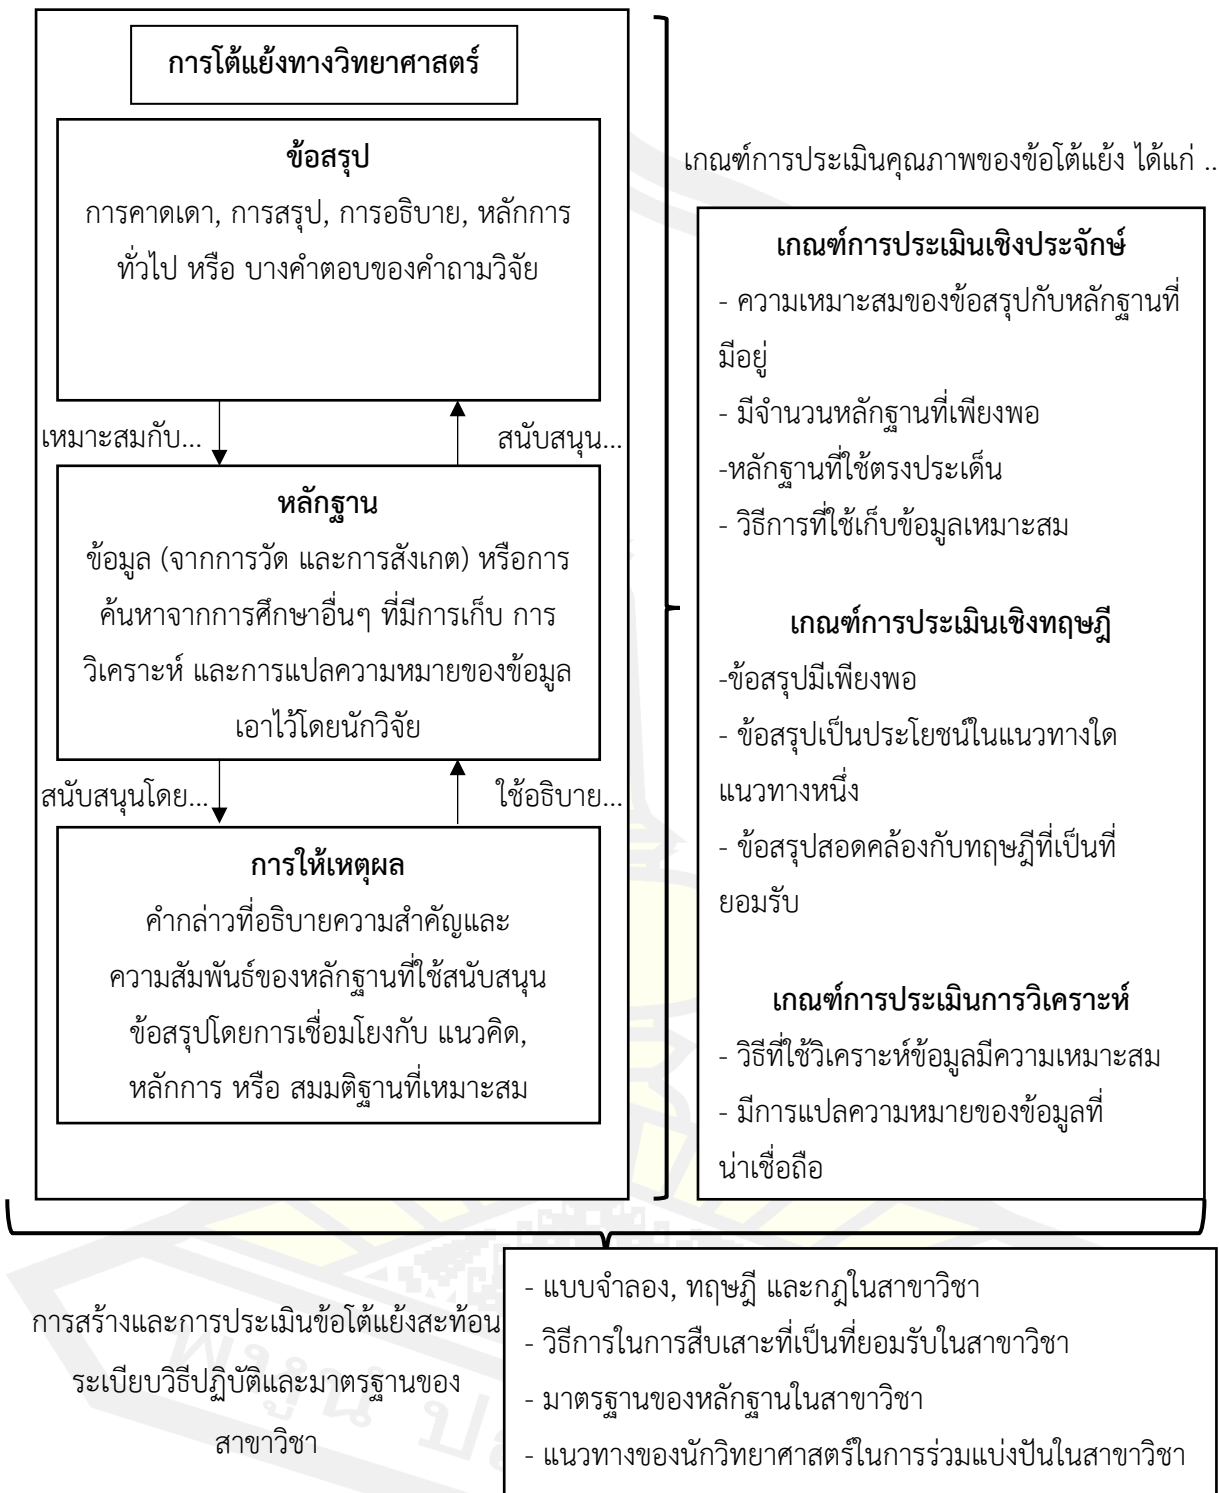 การโต้แย้งทางวิทยาศาสตร์
ข้อสรุป
การคาดเดา, การสรุป, การอธิบาย, หลักการ
ทั่วไป หรือ บางคำตอบของคำถามวิจัย
เหมาะสมกับ...
สนับสนุน...
หลักฐาน
ข้อมูล (จากการวัด และการสังเกต) หรือการ
ค้นหาจากการศึกษาอื่นๆ ที่มีการเก็บ การ
วิเคราะห์ และการแปลความหมายของข้อมูล
เอาไว้โดยนักวิจัย
สนับสนุนโดย...
ใช้อธิบาย...
การให้เหตุผล
คำกล่าวที่อธิบายความสำคัญและ
ความสัมพันธ์ของหลักฐานที่ใช้สนับสนุน
ข้อสรุปโดยการเชื่อมโยงกับ แนวคิด,
หลักการ หรือ สมมติฐานที่เหมาะสม
เกณฑ์การประเมินคุณภาพของข้อโต้แย้ง ได้แก่ ..
เกณฑ์การประเมินเชิงประจักษ์
- ความเหมาะสมของข้อสรุปกับหลักฐานที่
มีอยู่
- มีจำนวนหลักฐานที่เพียงพอ
-หลักฐานที่ใช้ตรงประเด็น
- วิธีการที่ใช้เก็บข้อมูลเหมาะสม
เกณฑ์การประเมินเชิงทฤษฎี
-ข้อสรุปมีเพียงพอ
- ข้อสรุปเป็นประโยชน์ในแนวทางใด
แนวทางหนึ่ง
- ข้อสรุปสอดคล้องกับทฤษฎีที่เป็นที่
ยอมรับ
เกณฑ์การประเมินการวิเคราะห์
- วิธีที่ใช้วิเคราะห์ข้อมูลมีความเหมาะสม
- มีการแปลความหมายของข้อมูลที่
น่าเชื่อถือ
การสร้างและการประเมินข้อโต้แย้งสะท้อน
ระเบียบวิธีปฏิบัติและมาตรฐานของ
สาขาวิชา
- แบบจำลอง, ทฤษฎี และกฎในสาขาวิชา
- วิธีการในการสืบเสาะที่เป็นที่ยอมรับในสาขาวิชา
- มาตรฐานของหลักฐานในสาขาวิชา
- แนวทางของนักวิทยาศาสตร์ในการร่วมแบ่งปันในสาขาวิชา